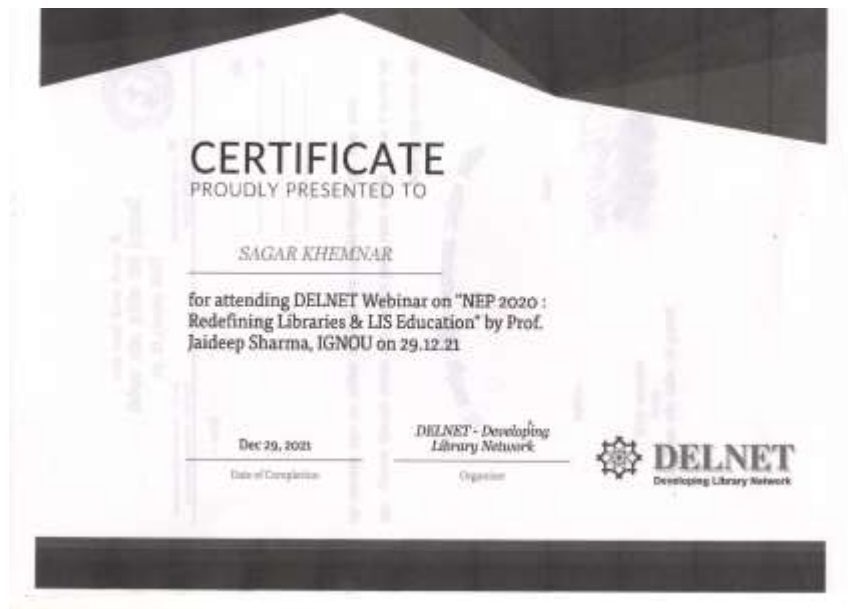 CERTIFICATE
PROUDLY PRESENTED TO
SAGAR KHEMNAR
for attending DELNET Webinar on "NEP 2020 :
Redefining Libraries & LIS Education" by Prof.
Jaideep Sharma, IGNOU on 29.12.21
Dec 29, 2021
Date of Completion
DELNET - Developing
Library Network
Organiser
DELNET
Developing Library Network